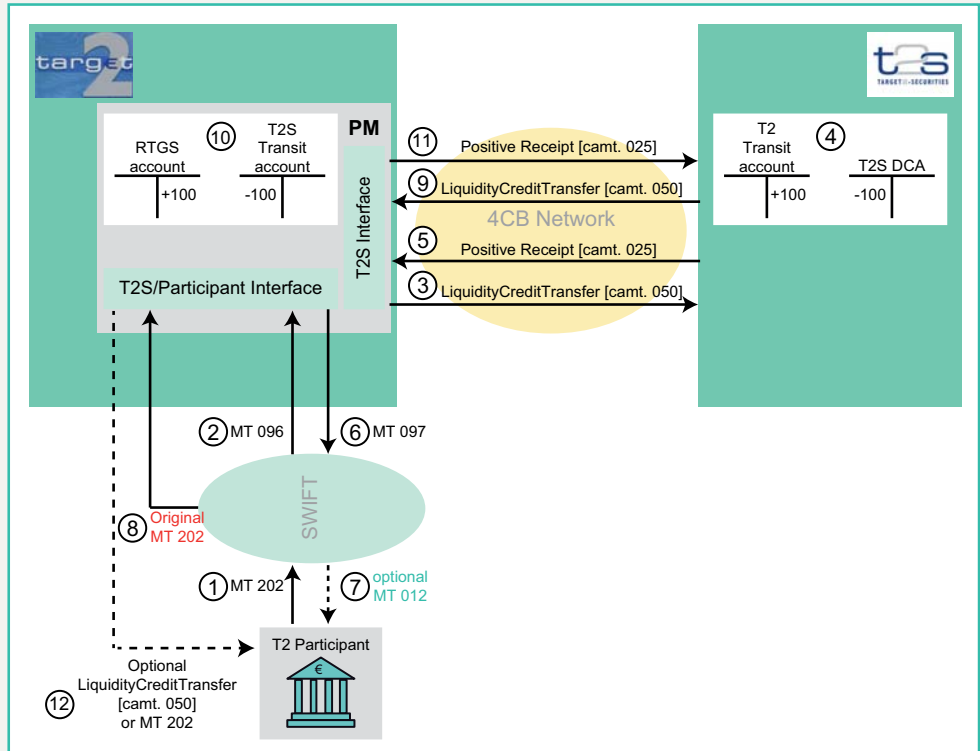 target
2
t2s
TARGET2-SECURITIES
PM
RTGS
account
+100
10
T2S
Transit
account
-100
T2S Interface
T2S/Participant Interface
11
Positive Receipt [camt. 025]
9
LiquidityCreditTransfer [camt. 050]
4CB Network
5
Positive Receipt [camt. 025]
3
LiquidityCreditTransfer [camt. 050]
T2
Transit
account
+100
4
T2S DCA
-100
2 MT 096
6 MT 097
SWIFT
8 Original
MT 202
1 MT 202
7 optional
MT 012
T2 Participant
€
12
Optional
LiquidityCreditTransfer
[camt. 050]
or MT 202